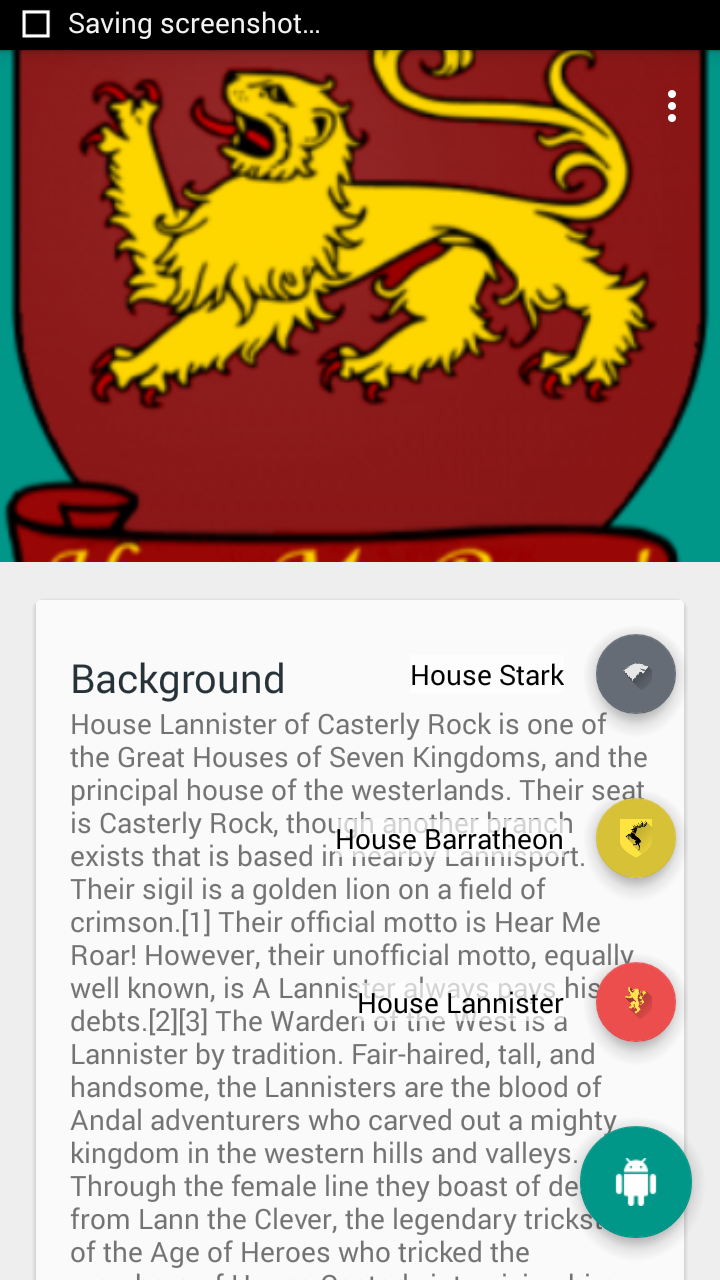 Saving screenshot...
Background
House Stark
House Lannister of Casterly Rock is one of
the Great Houses of Seven Kingdoms, and the
principal house of the westerlands. Their seat
is Casterly Rock, though another branch
House Barratheon
exists that is based in nearby Lannisport.
Their sigil is a golden lion on a field of
crimson.[1] Their official motto is Hear Me
Roar! However, their unofficial motto, equally
well known, is A Lannister always pays his
House Lannister
debts.[2][3] The Warden of the West is a
Lannister by tradition. Fair-haired, tall, and
handsome, the Lannisters are the blood of
Andal adventurers who carved out a mighty
kingdom in the western hills and valleys.
Through the female line they boast of
from Lann the Clever, the legendary
of the Age of Heroes who tricked the